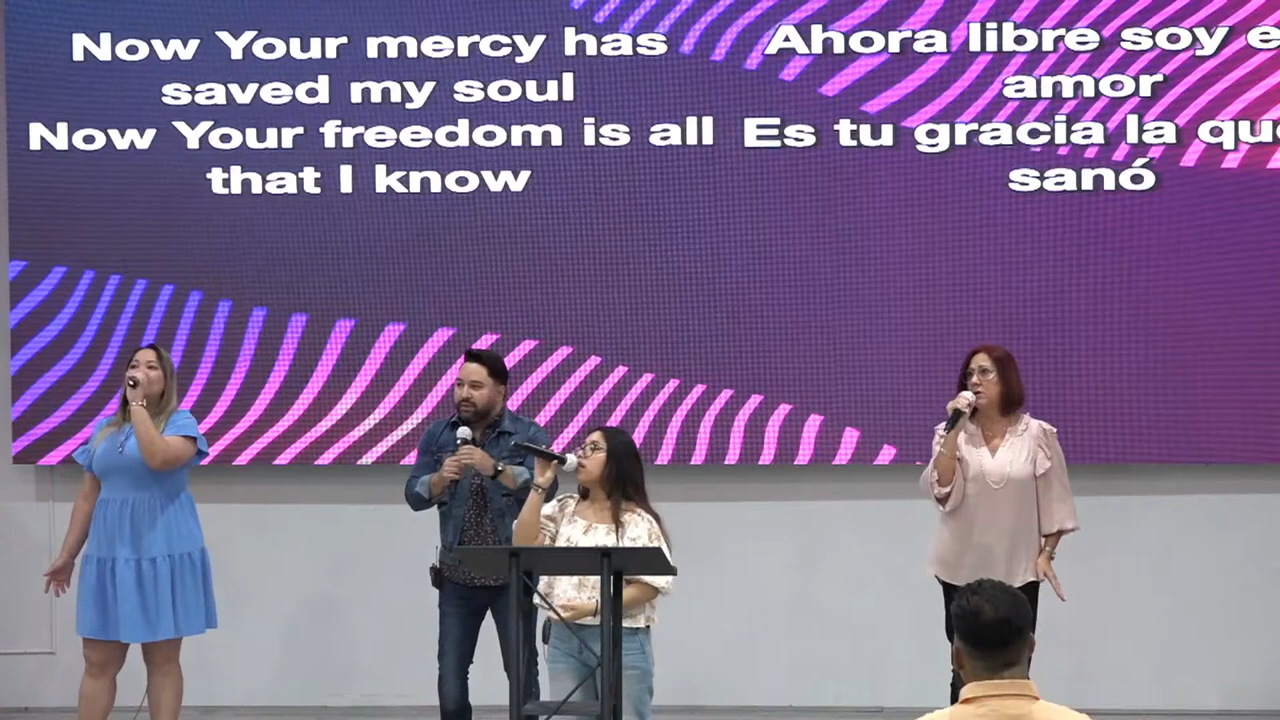 Now Your mercy has
saved my soul
Now Your freedom is all
that I know
Ahora libre soy
amor
Es tu gracia la
sanó